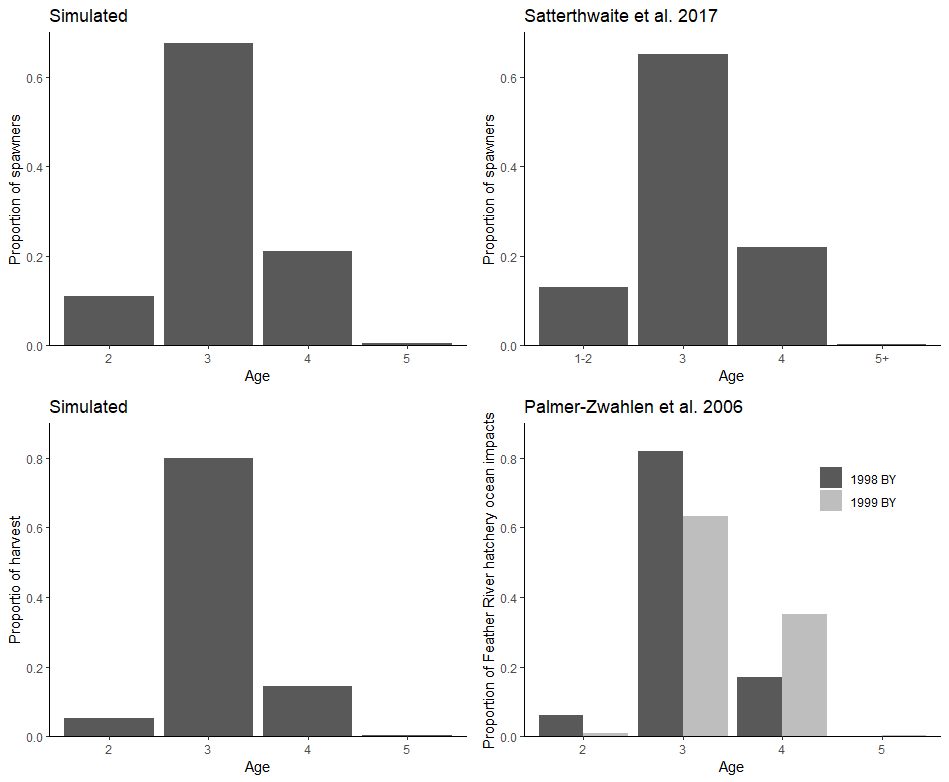 Simulated
Proportion of spawners
0.6
0.4
0.2
0.0
2 3 4 5
Age
Satterthwaite et al. 2017
Proportion of spawners
0.6
0.4
0.2
0.0
1-2 3 4 5+
Age
Simulated
Proportio of harvest
0.8
0.6
0.4
0.2
0.0
2 3 4 5
Age
Palmer-Zwahlen et al. 2006
Proportion of Feather River hatchery ocean impacts
0.8
0.6
0.4
0.2
0.0
1998 BY
1999 BY
2 3 4 5
Age